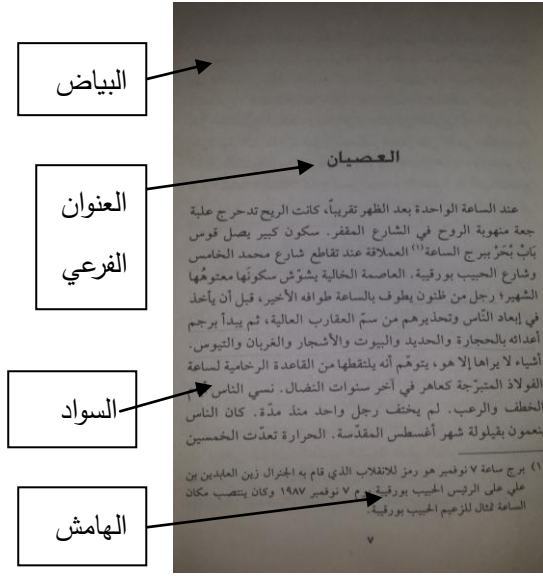 البياض
العنوان
الفرعي
السواد
الهامش
العصيان
عند الساعة الواحدة بعد الظهر تقريباً، كانت الريح تدحرج علبة
جعة منهوبة الروح في الشارع المقفر. سكون كبير يصل قوس
بَابْ بْحَرْ ببرج الساعة(١) العملاقة عند تقاطع شارع محمد الخامس
وشارع الحبيب بورقيبة. العاصمة الخالية يشوّش سكونَها معتوهُها
الشهير؛ رجل من ظنون يطوف بالساعة طوافه الأخير، قبل أن يأخذ
في إبعاد النّاس وتحذيرهم من سمّ العقارب العالية، ثم يبدأ برجم
أعدائه بالحجارة والحديد والبيوت والأشجار والغربان والتيوس.
أشياء لا يراها إلا هو، يتوهّم أنه يلتقطها من القاعدة الرخامية لساعة
الفولاذ المتبرّجة كعاهر في آخر سنوات النضال. نسي الناس
الخطف والرعب. لم يختف رجل واحد منذ مدّة. كان الناس
ينعمون بقيلولة شهر أغسطس المقدّسة. الحرارة تعدّت الخمسين
١) برج ساعة ٧ نوفمبر هو رمز للانقلاب الذي قام به الجنرال زين العابدين بن
علي على الرئيس الحبيب بورقيبة يوم ٧ نوفمبر ١٩٨٧ وكان ينتصب مكان
الساعة تمثال للزعيم الحبيب بورقيبة.
٧